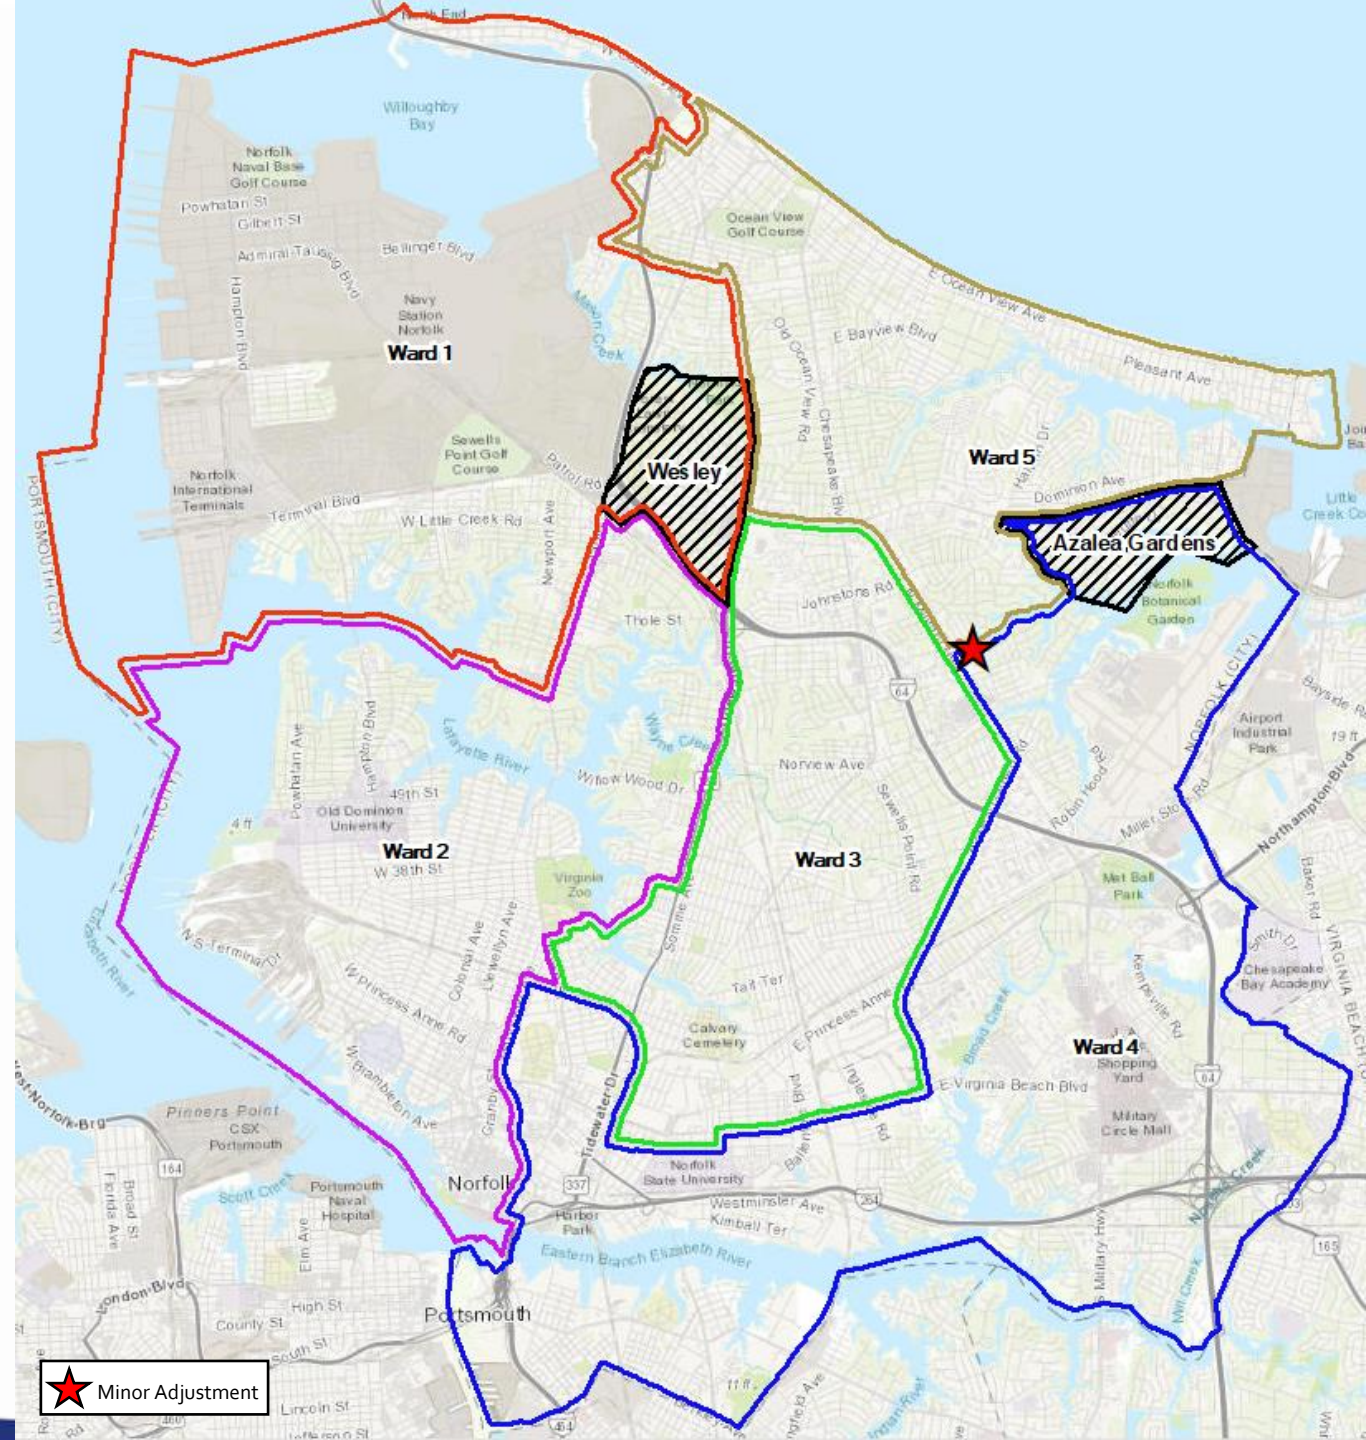 North End
Willoughby
Bay
Norfolk
Naval Base
Golf Course
Powhatan St
Gilbert St
Admiral-Taussig-Blvd
Bellinger Blvd
Hampton Blvd
Navy
Station
Norfolk
Ward 1
Mason Creek
Ocean View
Golf Course
E Ocean View Ave
E Bayview Blvd
Old Ocean View Rd
Chesapeake Blv
Pleasant Ave
Ward 5
Dominion Ave
Little
Creek Co
Sewells
Point Golf
Course
Patrol Rd
Wesley
Azalea Gardens
Norfolk
Botanical
Garden
Norfolk
International
Terminals
Terminal Blvd
W Little Creek Rd
Newport Ave
PORTSMOUTH (CITY)
Thole St
Johnstons Rd
64
NORFOLK (CITY)
Bayside R
Airport
Industrial
Park
19 ft
Lafayette River
Wayne Creek
Norview Ave
Willow Wood Dr
Powhatan Ave
Hampton Blvd
49th St
Old Dominion
University
4 ft
Ward 2
W 38th St
Virginia
Zoo
Ward 3
Sewells Point Rd
Robin Hood Rd
Miller Store Rd
Northampton-Blvd
Met Ball
Park
Baker Rd
VIRGINIA BEACH
Elizabeth River
N-S-Terminal Dr
Colonial Ave
Llewellyn Ave
W Princess Anne Rd
Tait Ter
Smith-Dr
Chesapeake
Bay Academy
Kempsville Rd
Calvary
Cemetery
E Princess Anne
Broad Creek
Ward 4
Shopping
Yard
W Brambleton Ave
Granby St
Tidewater-Dr
E-Virginia Beach-Blvd
64
Military
Circle Mall
Pinners Point
CSX
Portsmouth
164
Scott Creek
Portsmouth
Naval
Hospital
Norfolk
337
Norfolk
State University
Westminster Ave
Kimball Ter
264
Harbor
Park
Eastern Branch Elizabeth River
Broad St
Florida Ave
Elm Ave
S Military Hwy
165
Mill Creek
London-Blvd
High St
County St
South St
Portsmouth
11 ft
Indian River
Minor Adjustment
Lincoln St
Jefferson St
460
464